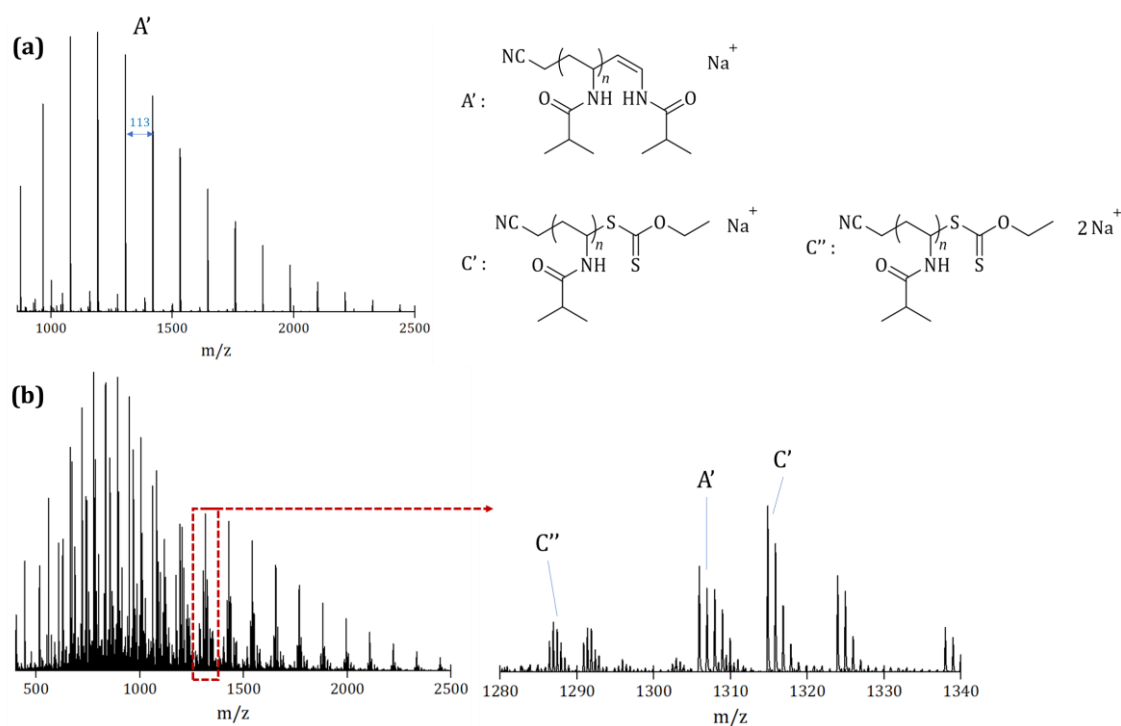 (a)
A'
113
1000
1500
2000
2500
m/z
A' :
NC
n
Na+
O
NH
HN
O
C' :
NC
n
S
O
S
Na+
O
NH
C'' :
NC
n
S
O
S
2 Na+
O
NH
(b)
500
1000
1500
2000
2500
m/z
C''
A'
C'
1280
1290
1300
1310
1320
1330
1340
m/z